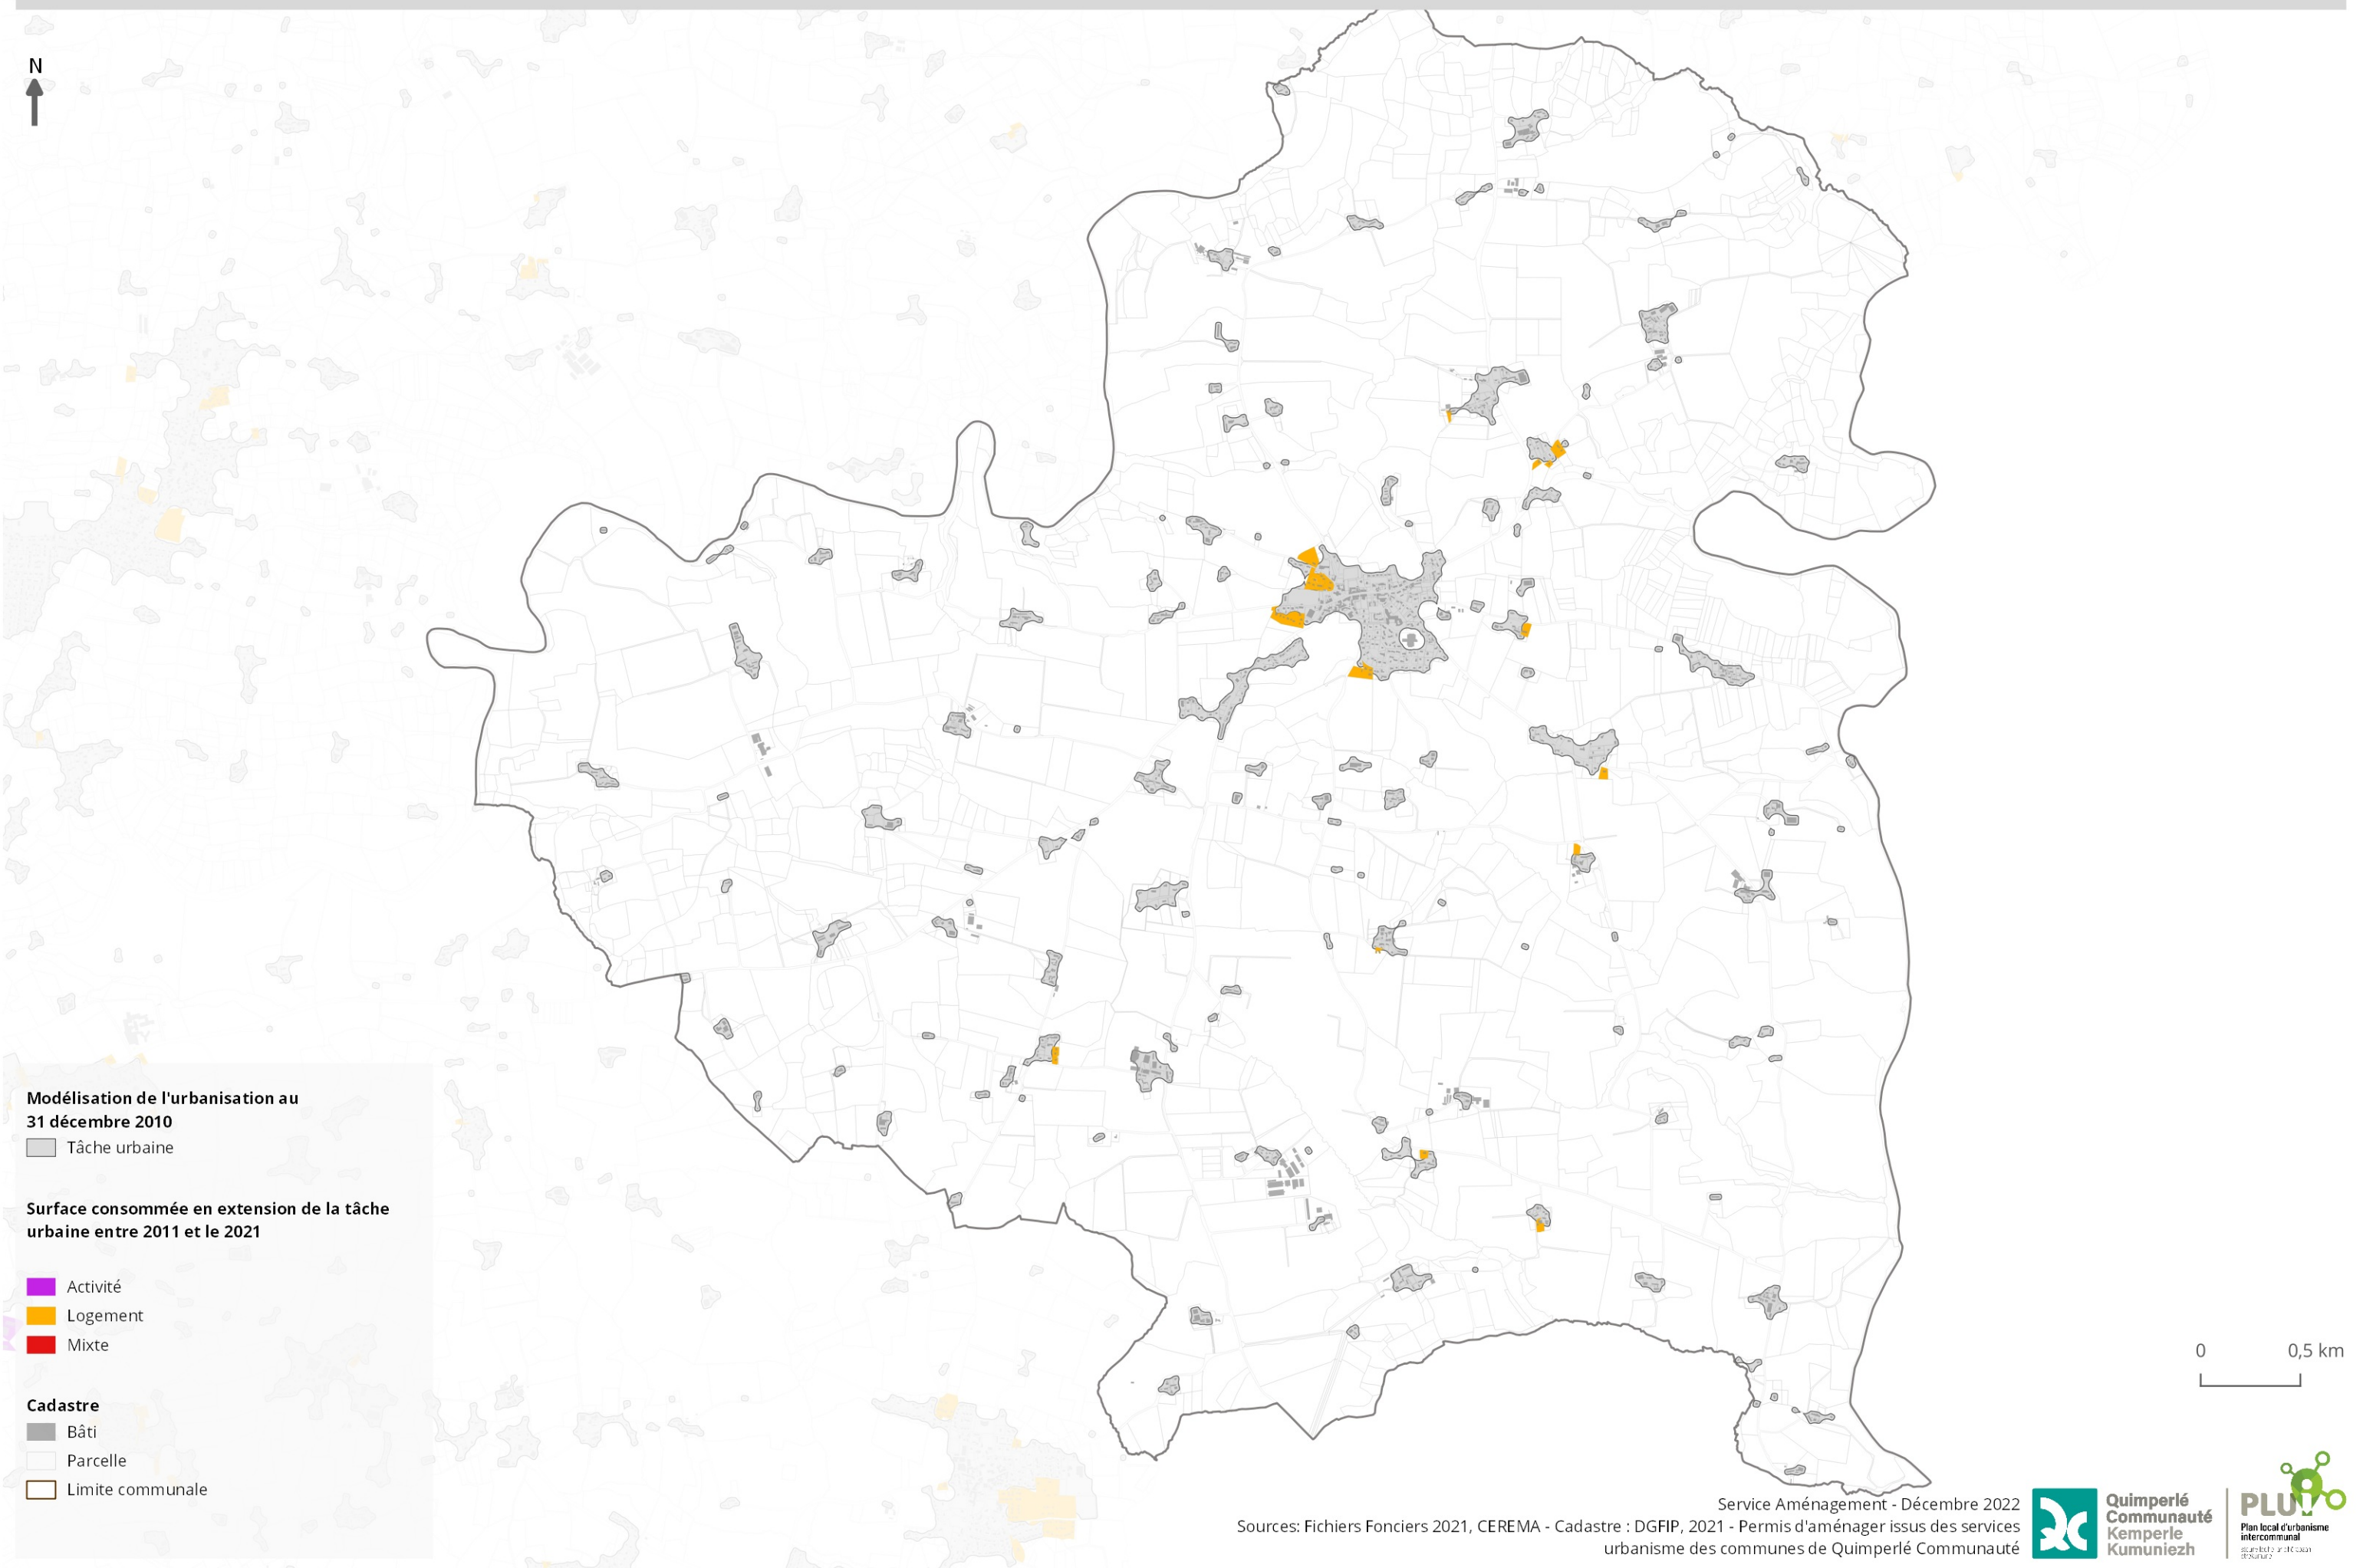 N
Modélisation de l'urbanisation au
31 décembre 2010
Tâche urbaine
Surface consommée en extension de la tâche
urbaine entre 2011 et le 2021
Activité
Logement
Mixte
Cadastre
Bâti
Parcelle
Limite communale
0 0,5 km
Service Aménagement - Décembre 2022
Sources: Fichiers Fonciers 2021, CEREMA - Cadastre : DGFIP, 2021 - Permis d'aménager issus des services
urbanisme des communes de Quimperlé Communauté
Quimperlé
Communauté
Kemperle
Kumuniezh
PLUi
Plan local d'urbanisme
intercommunal